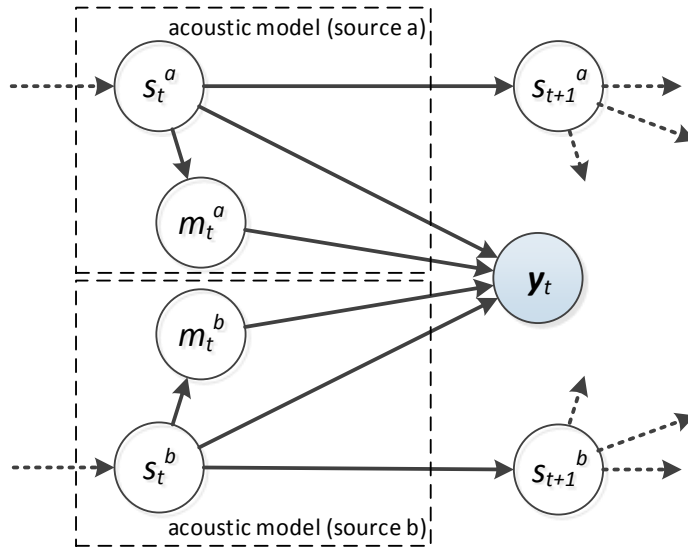 acoustic model (source a)
s_t^a
s_{t+1}^a
m_t^a
y_t
m_t^b
s_t^b
s_{t+1}^b
acoustic model (source b)